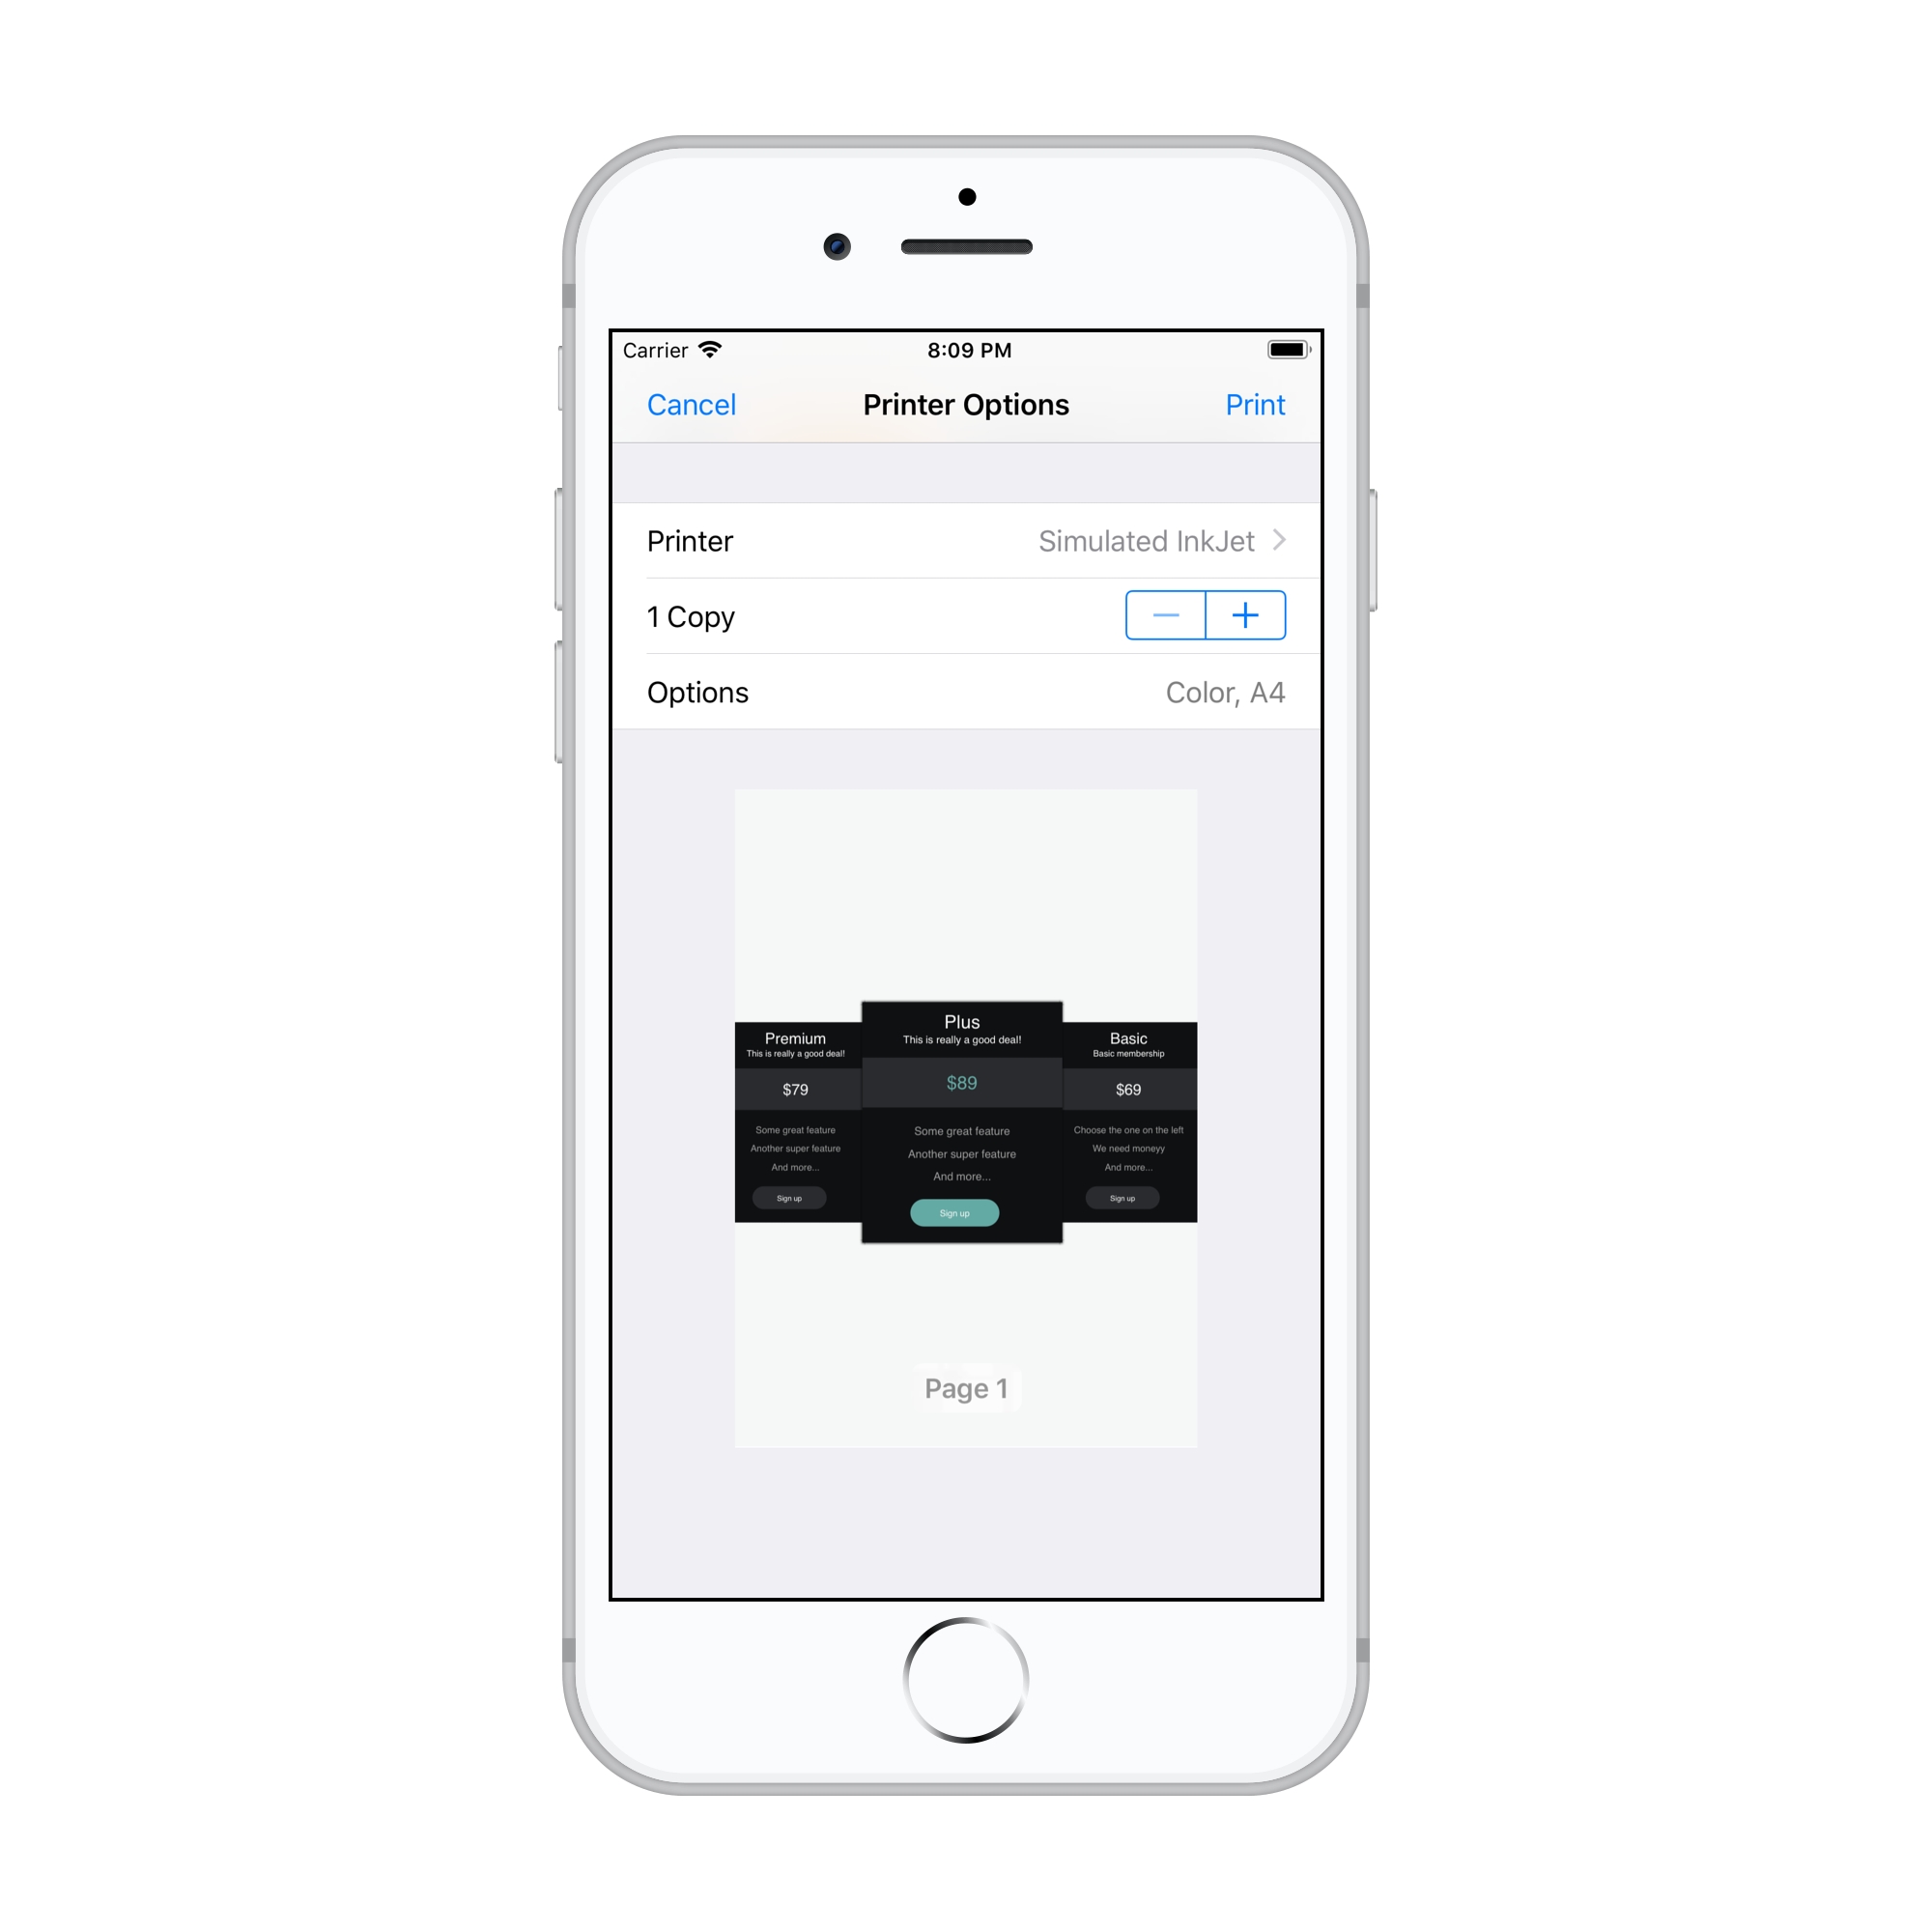 Carrier 8:09 PM
Cancel Printer Options Print
Printer Simulated InkJet
1 Copy
Options Color, A4
Premium
This is really a good deal!
$79
Some great feature
Another super feature
And more...
Sign up
Plus
This is really a good deal!
$89
Some great feature
Another super feature
And more...
Sign up
Basic
Basic membership
$69
Choose the one on the left
We need moneyy
And more...
Sign up
Page 1